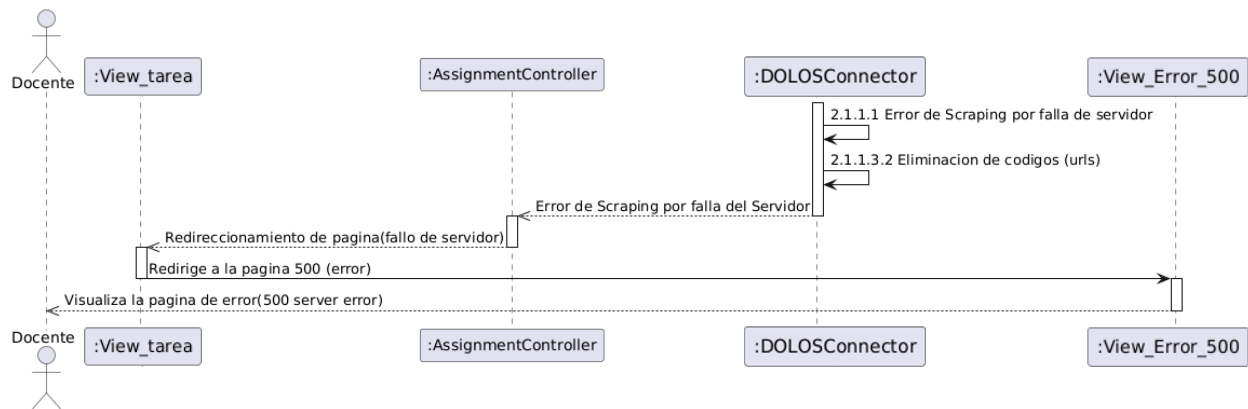 Docente
:View_tarea
:AssignmentController
:DOLOSConnector
:View_Error_500
2.1.1.1 Error de Scraping por falla de servidor
2.1.1.3.2 Eliminacion de codigos (urls)
Error de Scraping por falla del Servidor
Redireccionamiento de pagina(fallo de servidor)
Redirige a la pagina 500 (error)
Visualiza la pagina de error(500 server error)
Docente
:View_tarea
:AssignmentController
:DOLOSConnector
:View_Error_500